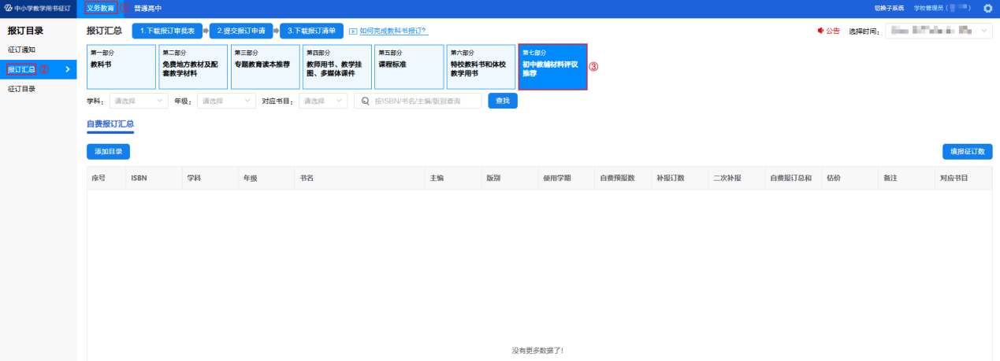 中小学教学用书征订 义务教育 ① 普通高中 切换子系统 学校管理员（ ）
报订目录
征订通知
报订汇总 ②
征订目录
报订汇总 1.下载报订审批表 2.提交报订申请 3.下载报订清单 如何完成教科书报订? 公告 选择时间：
第一部分
教科书
第二部分
免费地方教材及配
套教学材料
第三部分
专题教育读本推荐
第四部分
教师用书、教学挂
图、多媒体课件
第五部分
课程标准
第六部分
特校教科书和体校
教学用书
第七部分
初中教辅材料评议
推荐
③
学科： 请选择 年级： 请选择 对应书目： 请选择 按ISBN/书名/主编/版别查询 查找
自费报订汇总
添加目录 填报征订数
序号 ISBN 学科 年级 书名 主编 版别 使用学期 自费预报数 补报订数 二次补报 自费报订总和 估价 备注 对应书目
没有更多数据了!